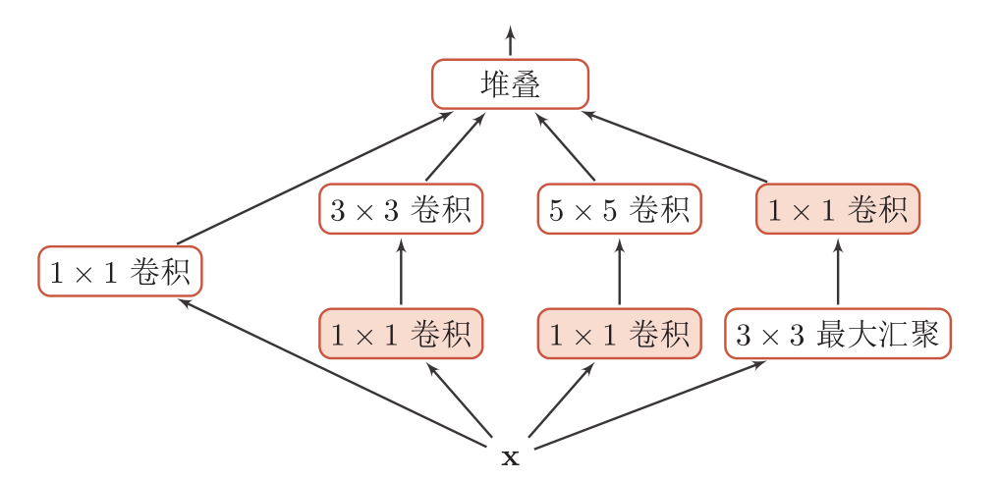 堆叠
3 × 3 卷积
5 × 5 卷积
1 × 1 卷积
1 × 1 卷积
1 × 1 卷积
1 × 1 卷积
3 × 3 最大汇聚
x